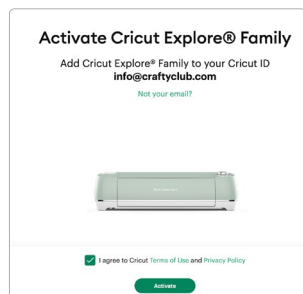 Activate Cricut Explore® Family
Add Cricut Explore® Family to your Cricut ID
info@craftyclub.com
Not your email?
I agree to Cricut Terms of Use and Privacy Policy
Activate